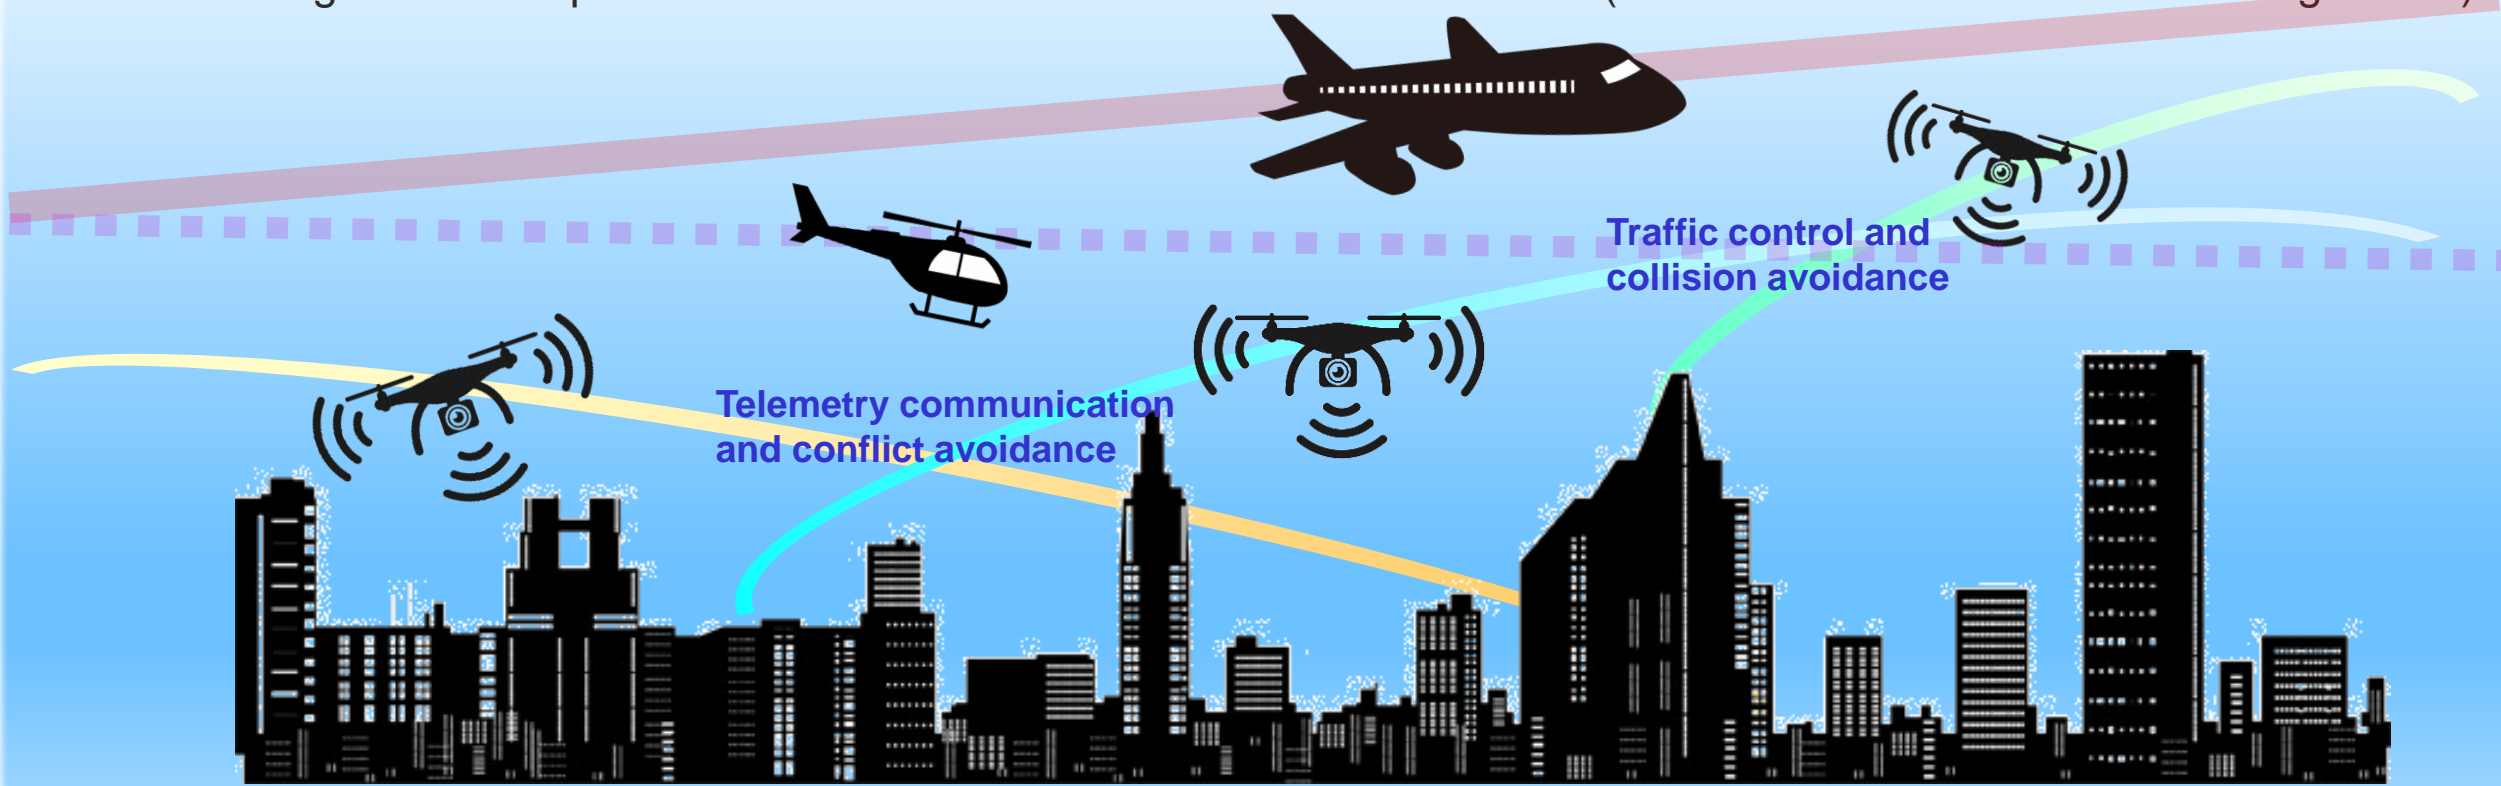 Traffic control and
collision avoidance
Telemetry communication
and conflict avoidance